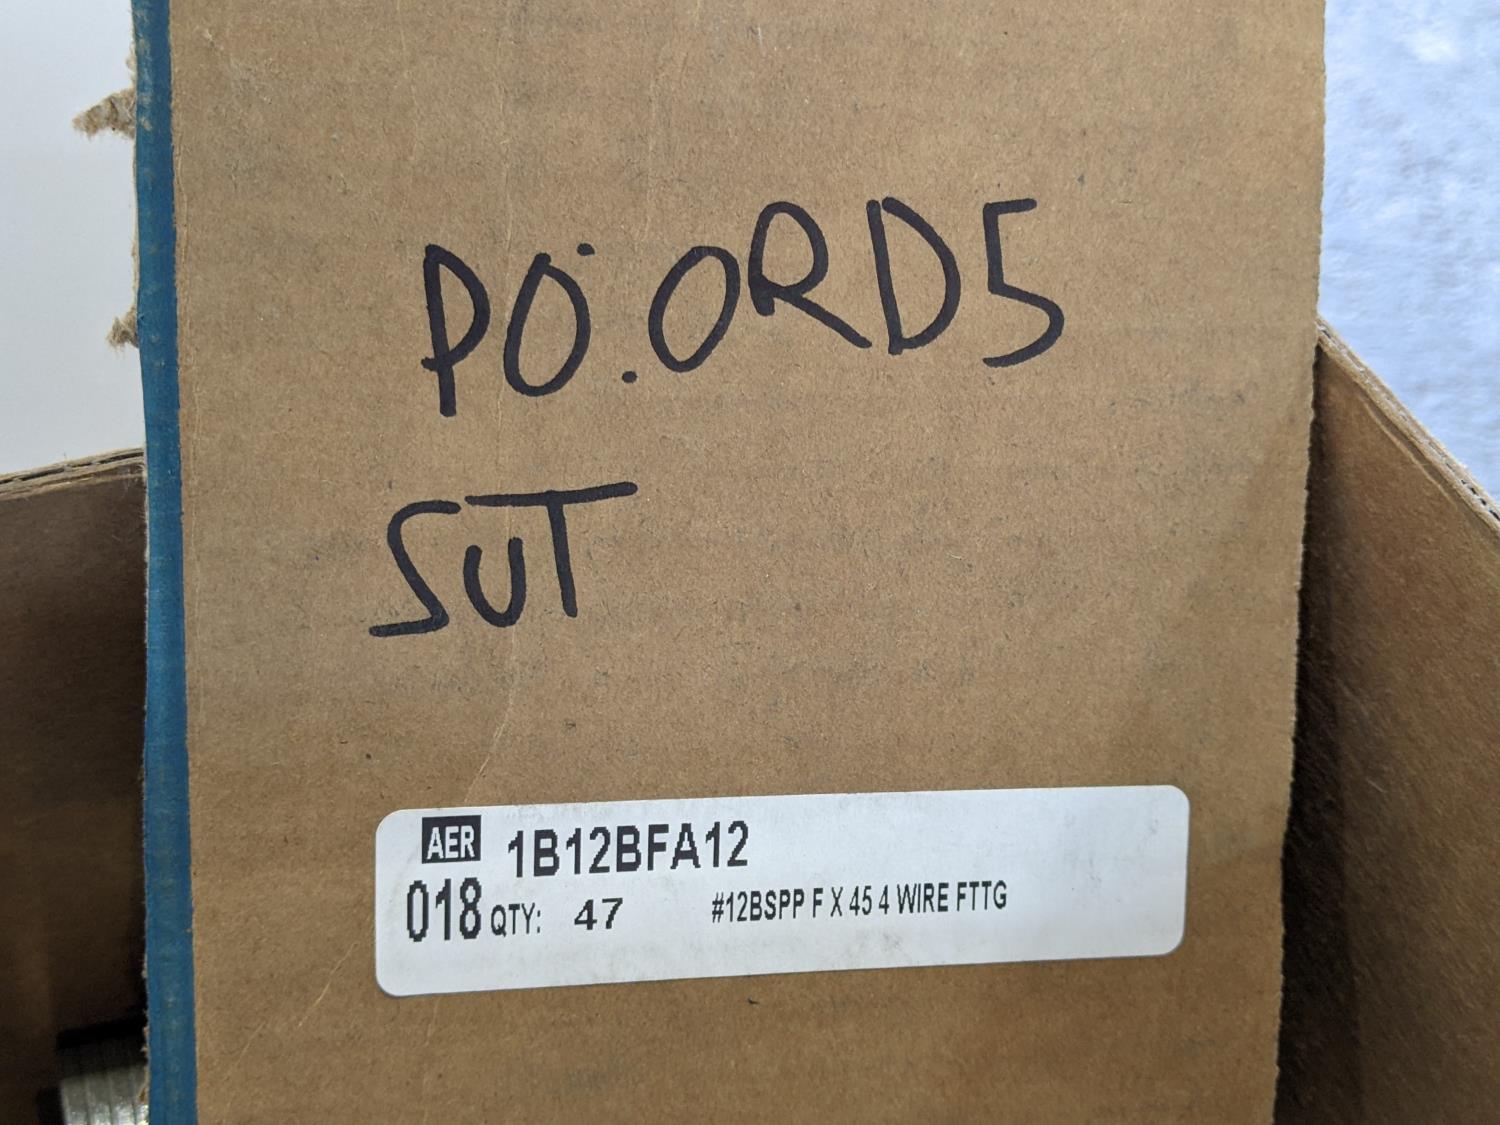 PO: ORD5
SUT
AER 1B12BFA12
018 QTY: 47 #12BSPP F X 45 4 WIRE FTTG